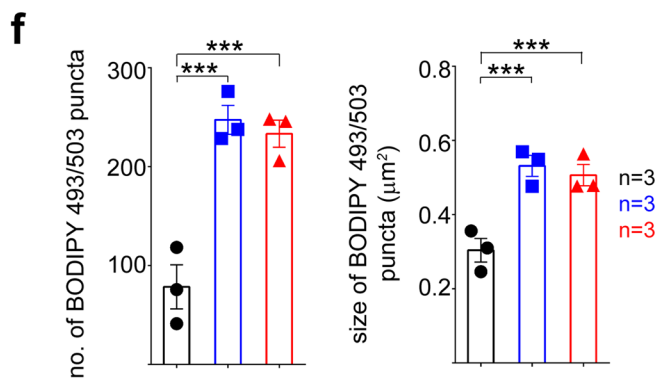 f
no. of BODIPY 493/503 puncta
300
200
100
***
***
size of BODIPY 493/503
puncta (μm²)
0.8
0.6
0.4
0.2
***
***
n=3
n=3
n=3